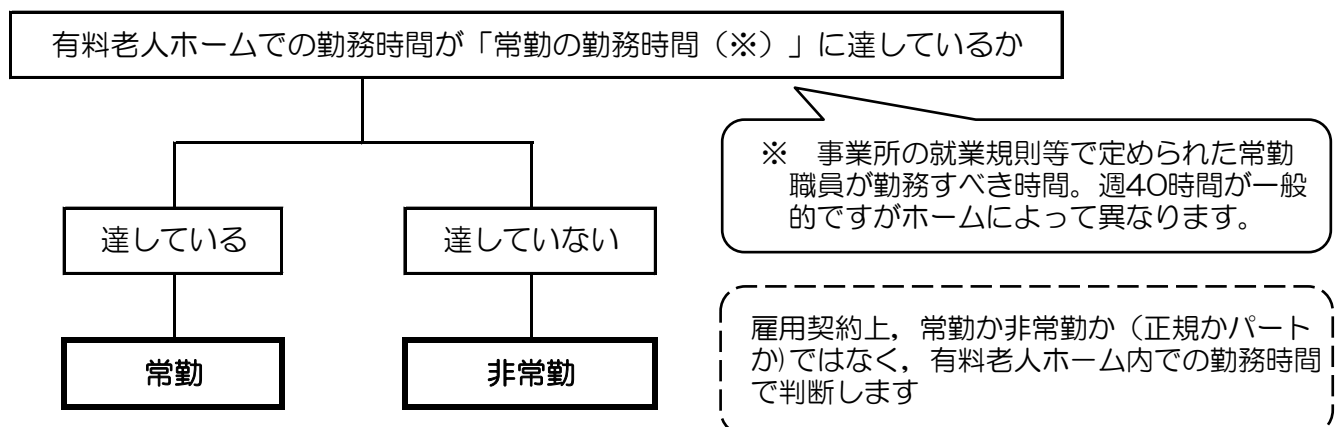 有料老人ホームでの勤務時間が「常勤の勤務時間（※）」に達しているか
※　事業所の就業規則等で定められた常勤
職員が勤務すべき時間。週40時間が一般
的ですがホームによって異なります。
達している
達していない
雇用契約上，常勤か非常勤か（正規かパート
か)ではなく，有料老人ホーム内での勤務時間
で判断します
常勤
非常勤